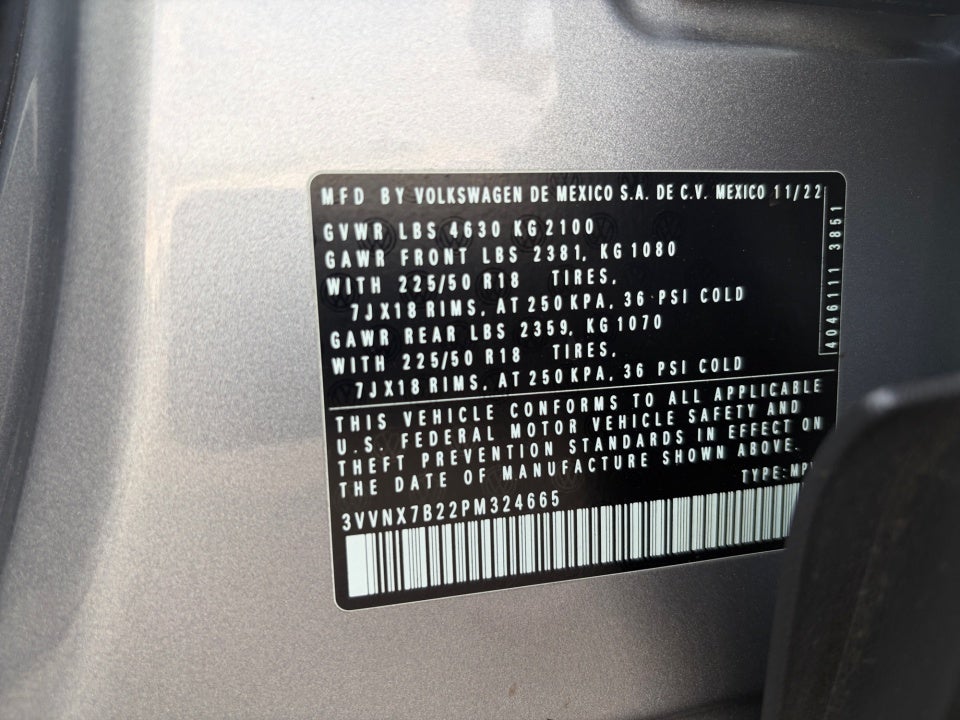 MFD BY VOLKSWAGEN DE MEXICO S.A. DE C.V. MEXICO 11/22
GVWR LBS 4630 KG 2100
GAWR FRONT LBS 2381, KG 1080
WITH 225/50 R18 TIRES,
7JX18 RIMS, AT 250 KPA, 36 PSI COLD
GAWR REAR LBS 2359, KG 1070
WITH 225/50 R18 TIRES,
7JX18 RIMS, AT 250 KPA, 36 PSI COLD
4046111 3851
THIS VEHICLE CONFORMS TO ALL APPLICABLE
U.S. FEDERAL MOTOR VEHICLE SAFETY AND
THEFT PREVENTION STANDARDS IN EFFECT ON
THE DATE OF MANUFACTURE SHOWN ABOVE.
TYPE: MPV
3VVNX7B22PM324665